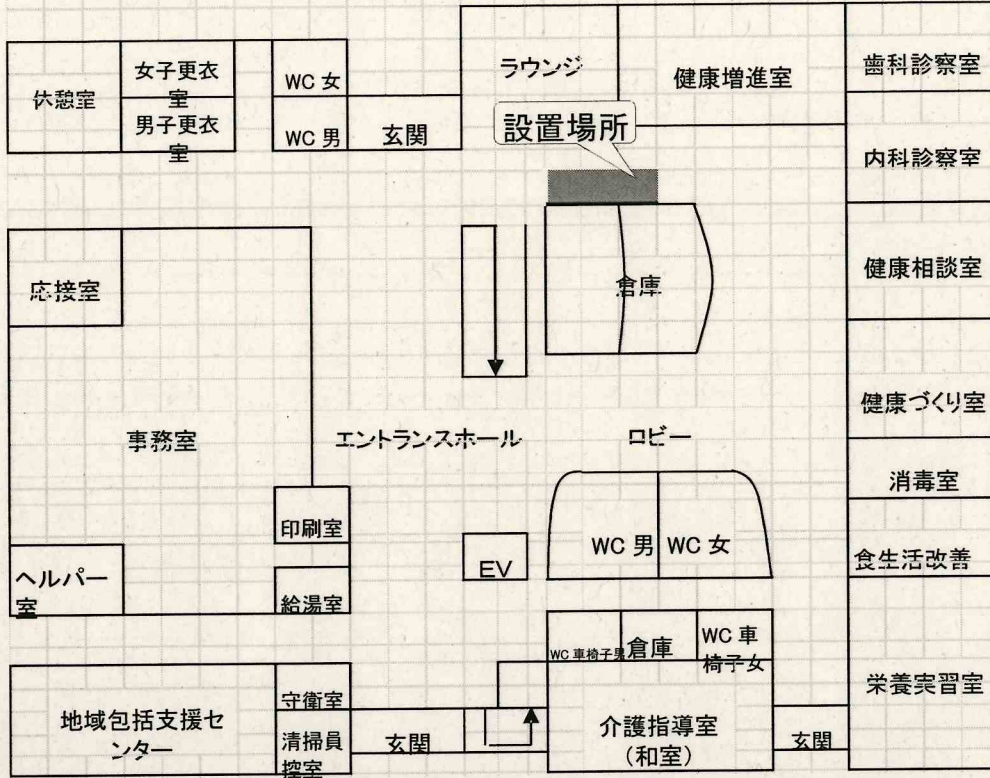 ラウンジ
健康増進室
歯科診察室
休憩室
女子更衣
室
男子更衣
室
WC 女
WC 男
玄関
設置場所
内科診察室
応接室
倉庫
健康相談室
事務室
エントランスホール
ロビー
健康づくり室
消毒室
印刷室
WC 男
WC 女
EV
食生活改善
ヘルパー
室
給湯室
WC 車椅子男
倉庫
WC 車
椅子女
守衛室
栄養実習室
地域包括支援セ
ンター
清掃員
控室
玄関
介護指導室
(和室)
玄関